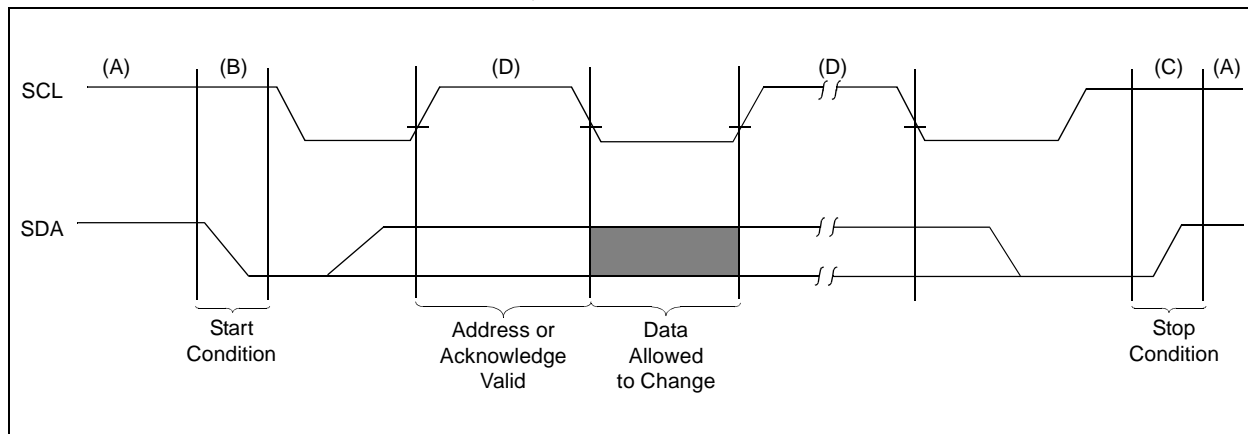 (A) (B) (D) (D) (C) (A)
SCL
SDA
Start
Condition
Address or
Acknowledge
Valid
Data
Allowed
to Change
Stop
Condition